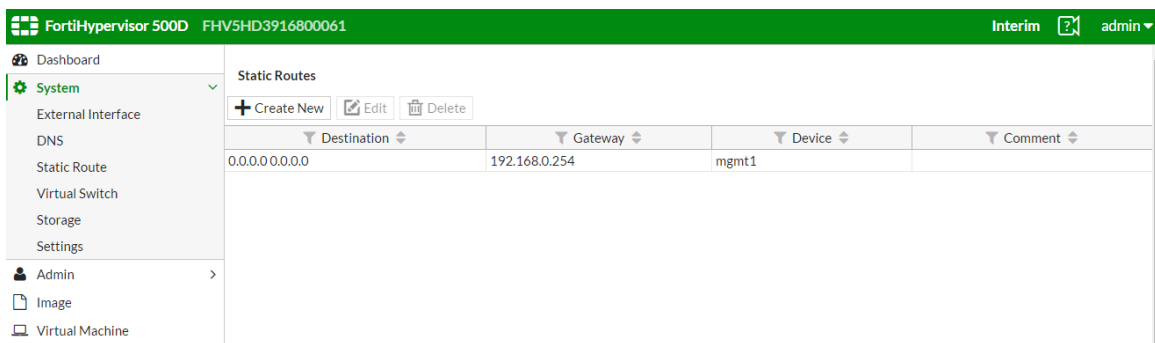 FortiHypervisor 500D FHV5HD3916800061 Interim admin
Dashboard
System
External Interface
DNS
Static Route
Virtual Switch
Storage
Settings
Admin
Image
Virtual Machine
Static Routes
Create New Edit Delete
Destination Gateway Device Comment
0.0.0.0 0.0.0.0 192.168.0.254 mgmt1